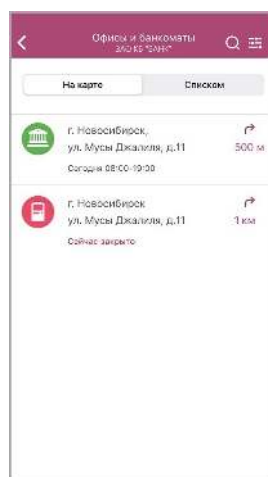 Офисы и банкоматы
ЗАО КБ "БАНК"
На карте
Списком
г. Новосибирск,
ул. Мусы Джалиля, д.11
500 м
Сегодня 08:00-19:00
г. Новосибирск
ул. Мусы Джалиля, д.11
1 км
Сейчас закрыто